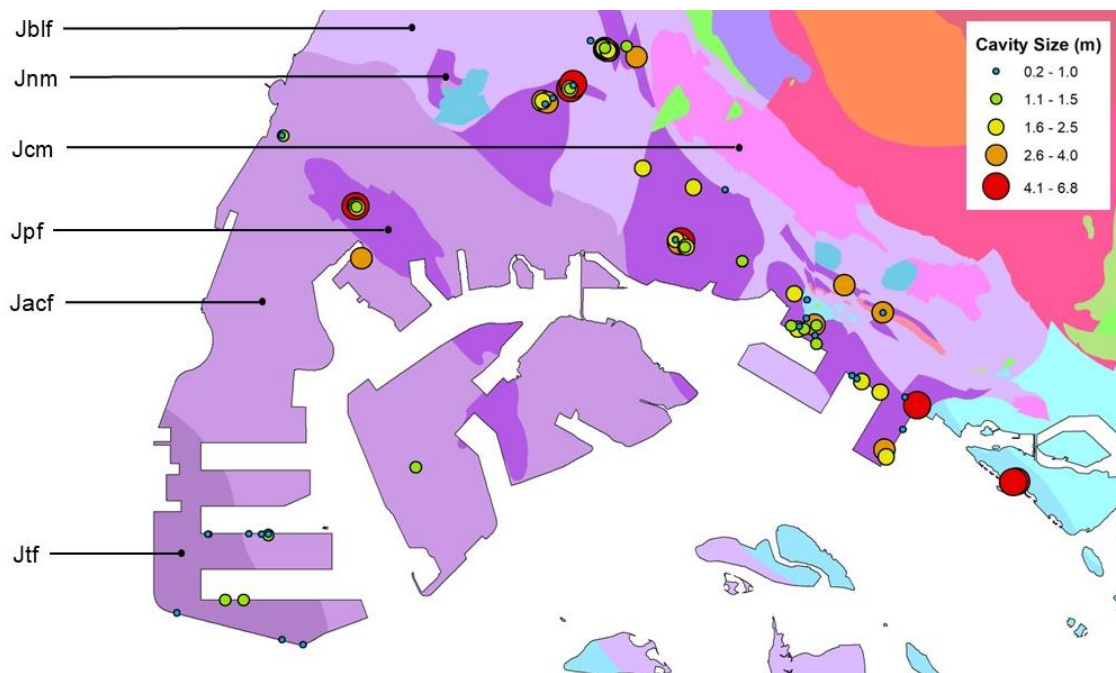 Jblf
Jnm
Jcm
Jpf
Jacf
Jtf
Cavity Size (m)
0.2 - 1.0
1.1 - 1.5
1.6 - 2.5
2.6 - 4.0
4.1 - 6.8